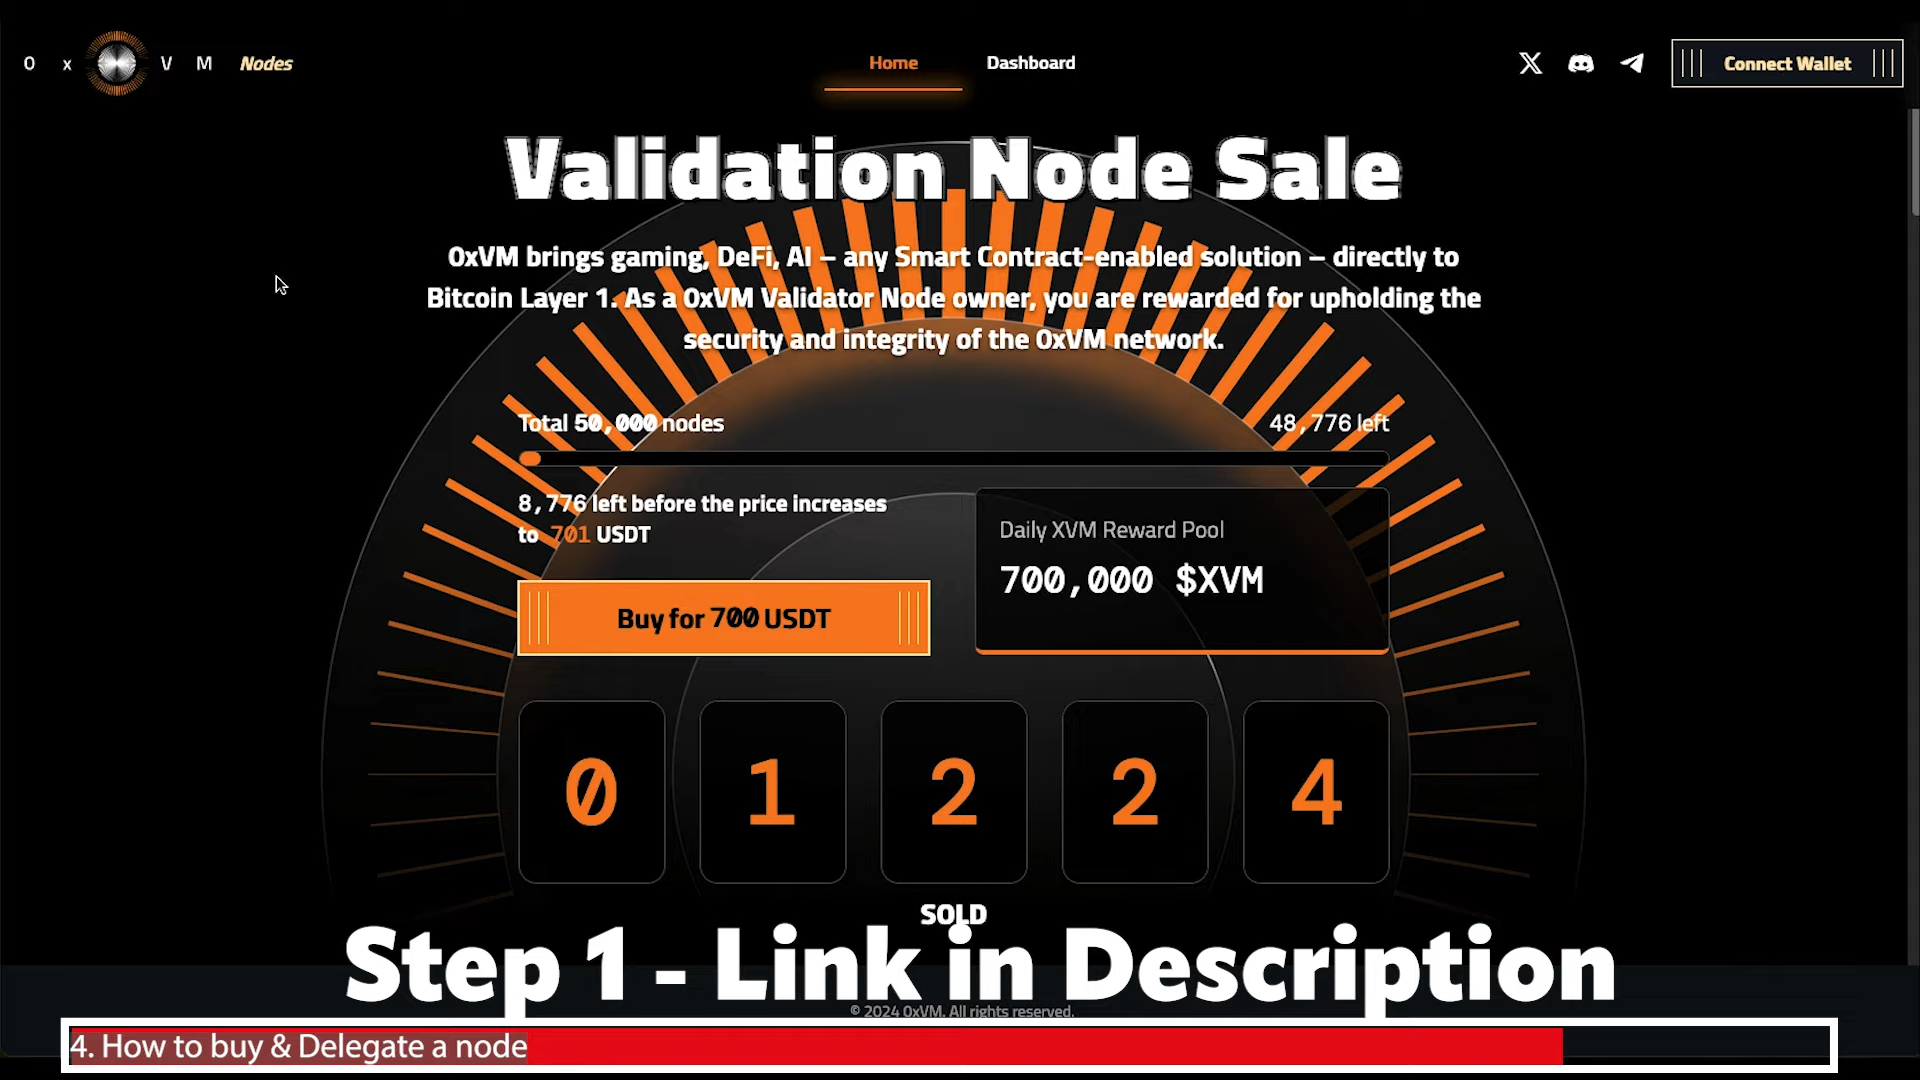 0 x V M Nodes
Home
Dashboard
Connect Wallet
Validation Node Sale
0xVM brings gaming, DeFi, AI – any Smart Contract-enabled solution – directly to
Bitcoin Layer 1. As a 0xVM Validator Node owner, you are rewarded for upholding the
security and integrity of the 0xVM network.
Total 50,000 nodes
48,776 left
8,776 left before the price increases
to 701 USDT
Daily XVM Reward Pool
700,000 $XVM
Buy for 700 USDT
0 1 2 2 4
SOLD
Step 1 - Link in Description
© 2024 0xVM. All rights reserved.
4. How to buy & Delegate a node